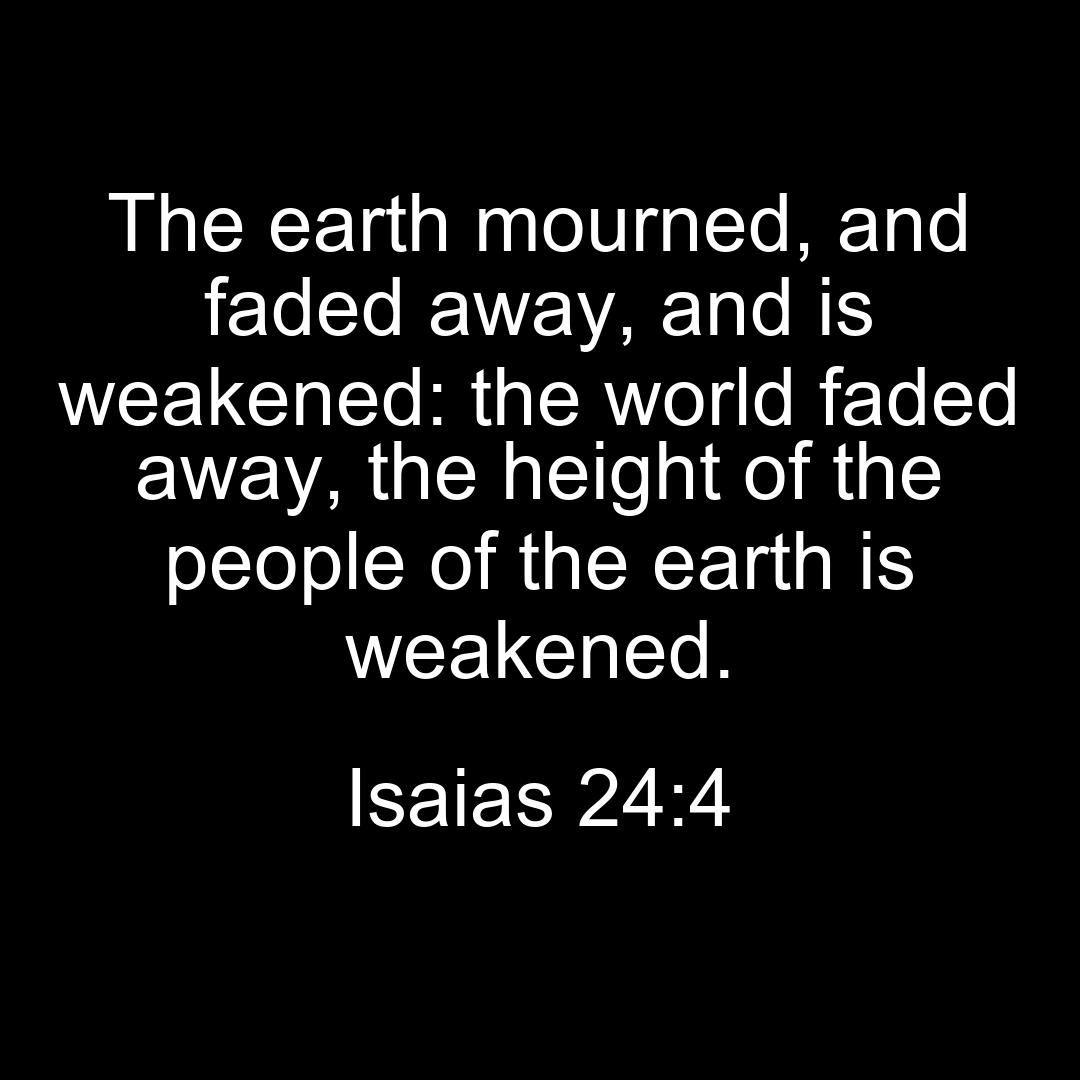 The earth mourned, and
faded away, and is
weakened: the world faded
away, the height of the
people of the earth is
weakened.
Isaias 24:4